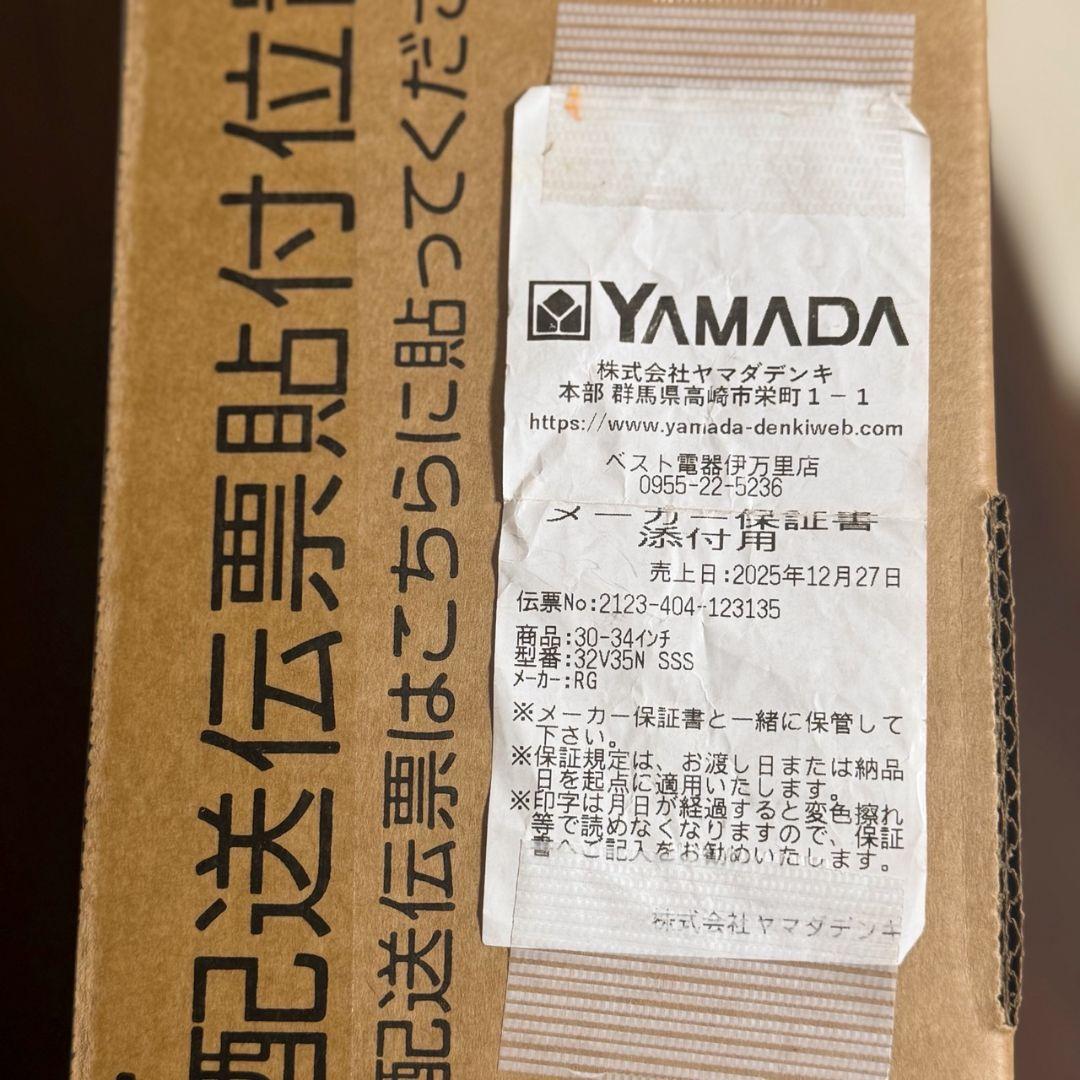 配送伝票貼付位
配送伝票はこちらに貼ってくださ
YAMADA
株式会社ヤマダデンキ
本部 群馬県高崎市栄町1-1
https://www.yamada-denkiweb.com
ベスト電器伊万里店
0955-22-5236
メーカー保証書
添付用
売上日:2025年12月27日
伝票No:2123-404-123135
商品:30-34インチ
型番:32V35N SSS
メーカー:RG
※メーカー保証書と一緒に保管して
下さい。
※保証規定は、お渡し日または納品
日を起点に適用いたします。
※印字は月日が経過すると変色擦れ
等で読めなくなりますので、保証
書へご記入をお勧めいたします。
株式会社ヤマダデンキ